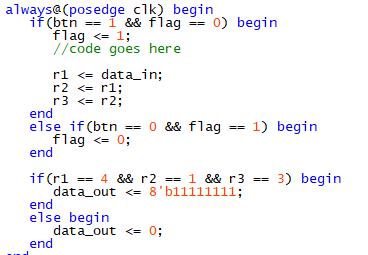 always@(posedge clk) begin
if(btn == 1 && flag == 0) begin
flag <= 1;
//code goes here
r1 <= data_in;
r2 <= r1;
r3 <= r2;
end
else if(btn == 0 && flag == 1) begin
flag <= 0;
end
if(r1 == 4 && r2 == 1 && r3 == 3) begin
data_out <= 8'b11111111;
end
else begin
data_out <= 0;
end
end